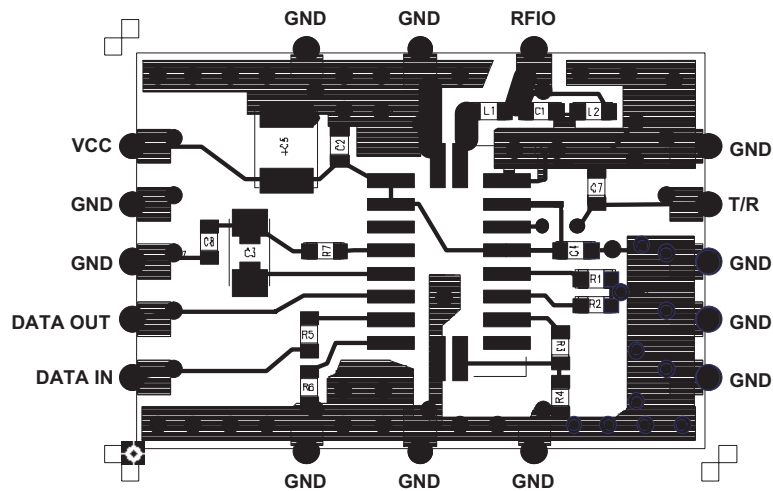 GND GND RFIO
L1 C1 L2
VCC +C5 C2 GND
C7
GND T/R
C8
GND C3 R7 C4 GND
R1
R2
DATA OUT R5 GND
R3
DATA IN R6 R4 GND
GND GND GND